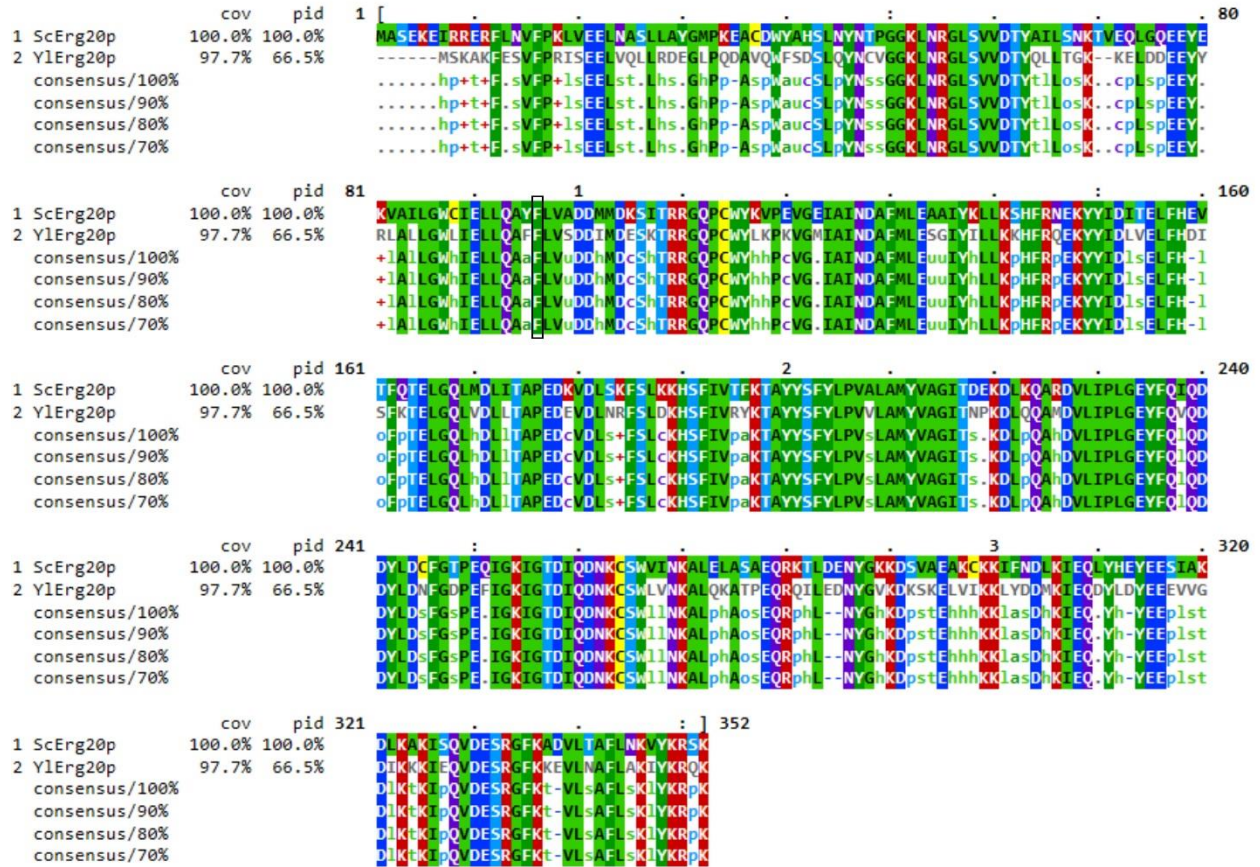 cov pid 1 [ . . . . : . . . 80
1 ScErg20p 100.0% 100.0% MASEKEIRRERFLNVFPKLVEELNASLLAYGMPKEACDWYAHSLNYNTPGGKLNRGLSVVDTYAILSNKTVEQLGQEEYE
2 YlErg20p 97.7% 66.5% ------MSKAKFESVFPRISEELVQLLRDEGLPQDAVQWFSDSLQYNCVGGKLNRGLSVVDTYQLLTGK--KELDDEEYY
consensus/100% ......hp+t+F.sVFP+lsEELst.Lhs.GhPp-AspWaucSLpYNssGGKLNRGLSVVDTYtlLosK..cpLspEEY.
consensus/90% ......hp+t+F.sVFP+lsEELst.Lhs.GhPp-AspWaucSLpYNssGGKLNRGLSVVDTYtlLosK..cpLspEEY.
consensus/80% ......hp+t+F.sVFP+lsEELst.Lhs.GhPp-AspWaucSLpYNssGGKLNRGLSVVDTYtlLosK..cpLspEEY.
consensus/70% ......hp+t+F.sVFP+lsEELst.Lhs.GhPp-AspWaucSLpYNssGGKLNRGLSVVDTYtlLosK..cpLspEEY.
cov pid 81 . 1 . . . . : . 160
1 ScErg20p 100.0% 100.0% KVAILGWCIELLQAYFLVADDMMDKSITRRGQPCWYKVPEVGEIAINDAFMLEAAIYKLLKSHFRNEKYYIDITELFHEV
2 YlErg20p 97.7% 66.5% RLALLGWLIELLQAFFLVSDDIMDESKTRRGQPCWYLKPKVGMIAINDAFMLESGIYILLKKHFRQEKYYIDLVELFHDI
consensus/100% +lAlLGWhIELLQAaFLVuDDhMDcShTRRGQPCWYhhPcVG.IAINDAFMLEuuIYhLLKpHFRpEKYYIDlsELFH-l
consensus/90% +lAlLGWhIELLQAaFLVuDDhMDcShTRRGQPCWYhhPcVG.IAINDAFMLEuuIYhLLKpHFRpEKYYIDlsELFH-l
consensus/80% +lAlLGWhIELLQAaFLVuDDhMDcShTRRGQPCWYhhPcVG.IAINDAFMLEuuIYhLLKpHFRpEKYYIDlsELFH-l
consensus/70% +lAlLGWhIELLQAaFLVuDDhMDcShTRRGQPCWYhhPcVG.IAINDAFMLEuuIYhLLKpHFRpEKYYIDlsELFH-l
cov pid 161 . . . 2 . . . . 240
1 ScErg20p 100.0% 100.0% TFQTELGQLMDLITAPEDKVDLSKFSLKKHSFIVTFKTAYYSFYLPVALAMYVAGITDEKDLKQARDVLIPLGEYFQIQD
2 YlErg20p 97.7% 66.5% SFKTELGQLVDLLTAPEDEVDLNRFSLDKHSFIVRYKTAYYSFYLPVVLAMYVAGITNPKDLQQAMDVLIPLGEYFQVQD
consensus/100% oFpTELGQLhDLlTAPEDcVDLs+FSLcKHSFIVpaKTAYYSFYLPVsLAMYVAGITs.KDLpQAhDVLIPLGEYFQlQD
consensus/90% oFpTELGQLhDLlTAPEDcVDLs+FSLcKHSFIVpaKTAYYSFYLPVsLAMYVAGITs.KDLpQAhDVLIPLGEYFQlQD
consensus/80% oFpTELGQLhDLlTAPEDcVDLs+FSLcKHSFIVpaKTAYYSFYLPVsLAMYVAGITs.KDLpQAhDVLIPLGEYFQlQD
consensus/70% oFpTELGQLhDLlTAPEDcVDLs+FSLcKHSFIVpaKTAYYSFYLPVsLAMYVAGITs.KDLpQAhDVLIPLGEYFQlQD
cov pid 241 : . . . . 3 . . 320
1 ScErg20p 100.0% 100.0% DYLDCFGTPEQIGKIGTDIQDNKCSWVINKALELASAEQRKTLDENYGKKDSVAEAKCKKIFNDLKIEQLYHEYEESIAK
2 YlErg20p 97.7% 66.5% DYLDNFGDPEFIGKIGTDIQDNKCSWLVNKALQKATPEQRQILEDNYGVKDKSKELVIKKLYDDMKIEQDYLDYEEEVVG
consensus/100% DYLDsFGsPE.IGKIGTDIQDNKCSWllNKALphAosEQRphL--NYGhKDpstEhhhKKlasDhKIEQ.Yh-YEEplst
consensus/90% DYLDsFGsPE.IGKIGTDIQDNKCSWllNKALphAosEQRphL--NYGhKDpstEhhhKKlasDhKIEQ.Yh-YEEplst
consensus/80% DYLDsFGsPE.IGKIGTDIQDNKCSWllNKALphAosEQRphL--NYGhKDpstEhhhKKlasDhKIEQ.Yh-YEEplst
consensus/70% DYLDsFGsPE.IGKIGTDIQDNKCSWllNKALphAosEQRphL--NYGhKDpstEhhhKKlasDhKIEQ.Yh-YEEplst
cov pid 321 . . : ] 352
1 ScErg20p 100.0% 100.0% DLKAKISQVDESRGFKADVLTAFLNKVYKRSK
2 YlErg20p 97.7% 66.5% DIKKKIEQVDESRGFKKEVLNAFLAKIYKRQK
consensus/100% DlKtKIpQVDESRGFKt-VLsAFLsKlYKRpK
consensus/90% DlKtKIpQVDESRGFKt-VLsAFLsKlYKRpK
consensus/80% DlKtKIpQVDESRGFKt-VLsAFLsKlYKRpK
consensus/70% DlKtKIpQVDESRGFKt-VLsAFLsKlYKRpK